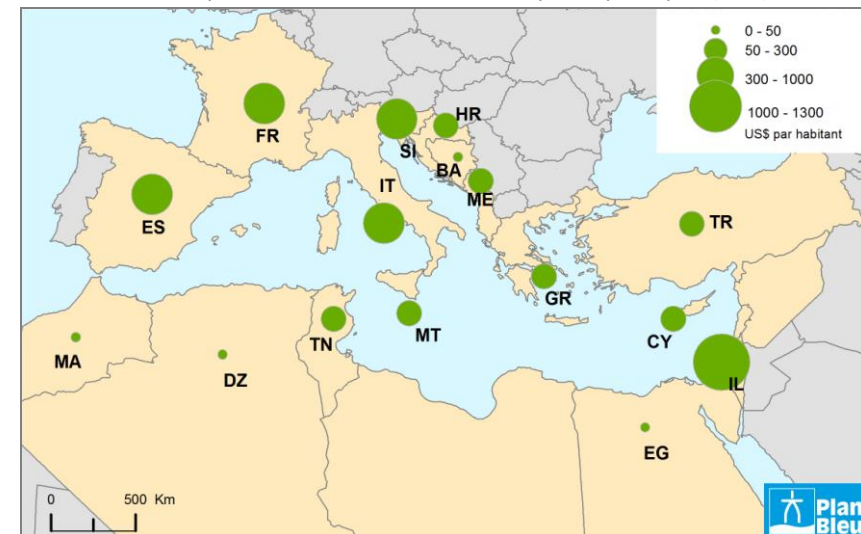 0 - 50
50 - 300
300 - 1000
1000 - 1300
US$ par habitant
FR
SI
HR
BA
IT
ME
ES
TR
GR
MA
DZ
TN
MT
CY
IL
EG
0 500 Km
Plan
Bleu